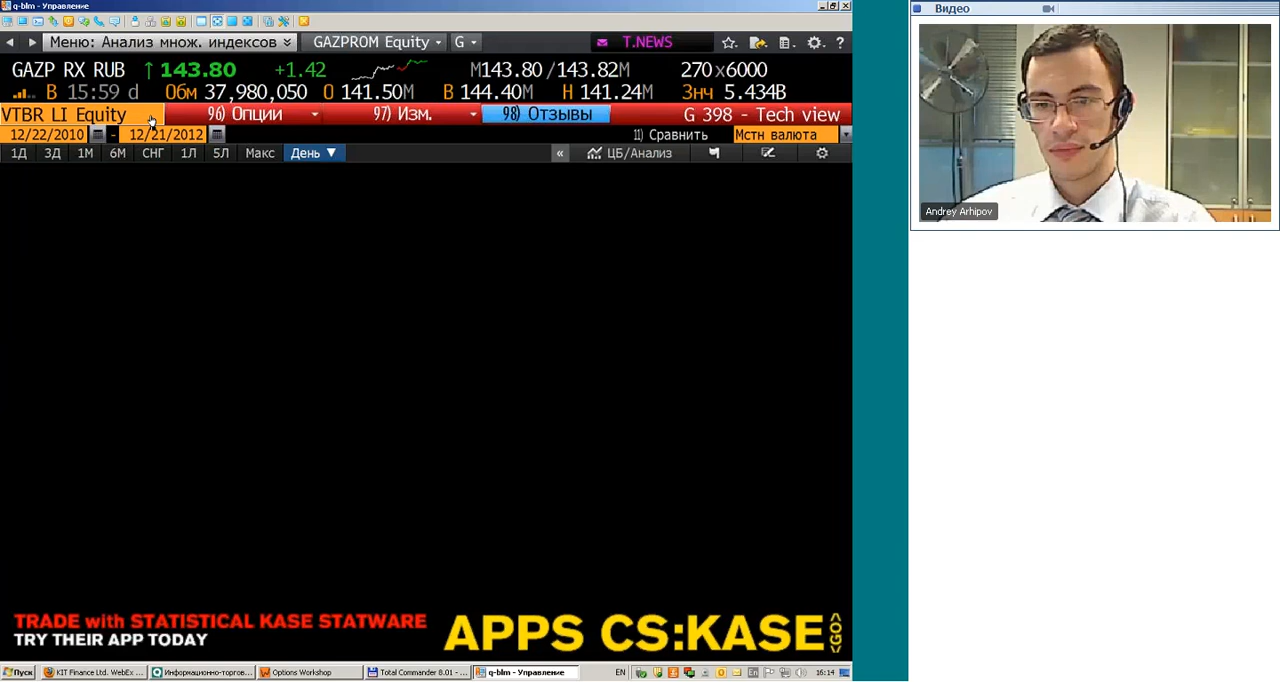 q-blm - Управление
Видео
Меню: Анализ множ. индексов
GAZPROM Equity
G
T.NEWS
?
GAZP RX RUB ↑ 143.80 +1.42 M143.80 /143.82M 270 x6000
В 15:59 d Обм 37,980,050 О 141.50M В 144.40M Н 141.24M Знч 5.434B
VTBR LI Equity 96) Опции 97) Изм. 98) Отзывы G 398 - Tech view
12/22/2010 - 12/21/2012 11) Сравнить Мстн валюта
1Д 3Д 1М 6М СНГ 1Л 5Л Макс День ▼ « ЦБ/Анализ
Andrey Arhipov
TRADE with STATISTICAL KASE STATWARE
TRY THEIR APP TODAY
APPS CS:KASE <GO>
Пуск KIT Finance Ltd. WebEx ... Информационно-торгов... Options Workshop Total Commander 8.01 - ... q-blm - Управление EN 16:14